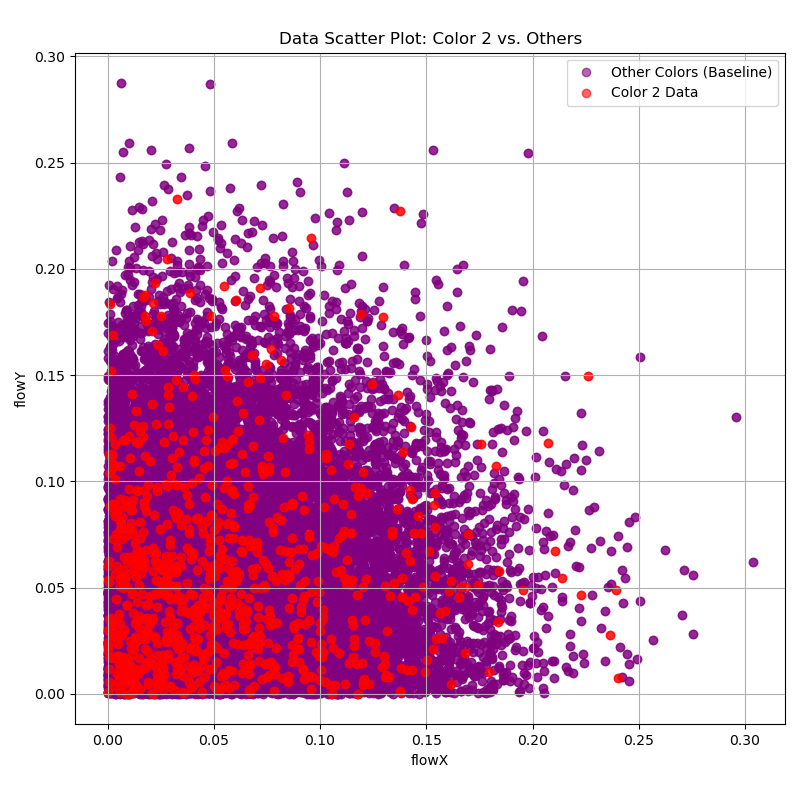 Data Scatter Plot: Color 2 vs. Others
Other Colors (Baseline)
Color 2 Data
flowY
0.30
0.25
0.20
0.15
0.10
0.05
0.00
0.00 0.05 0.10 0.15 0.20 0.25 0.30
flowX